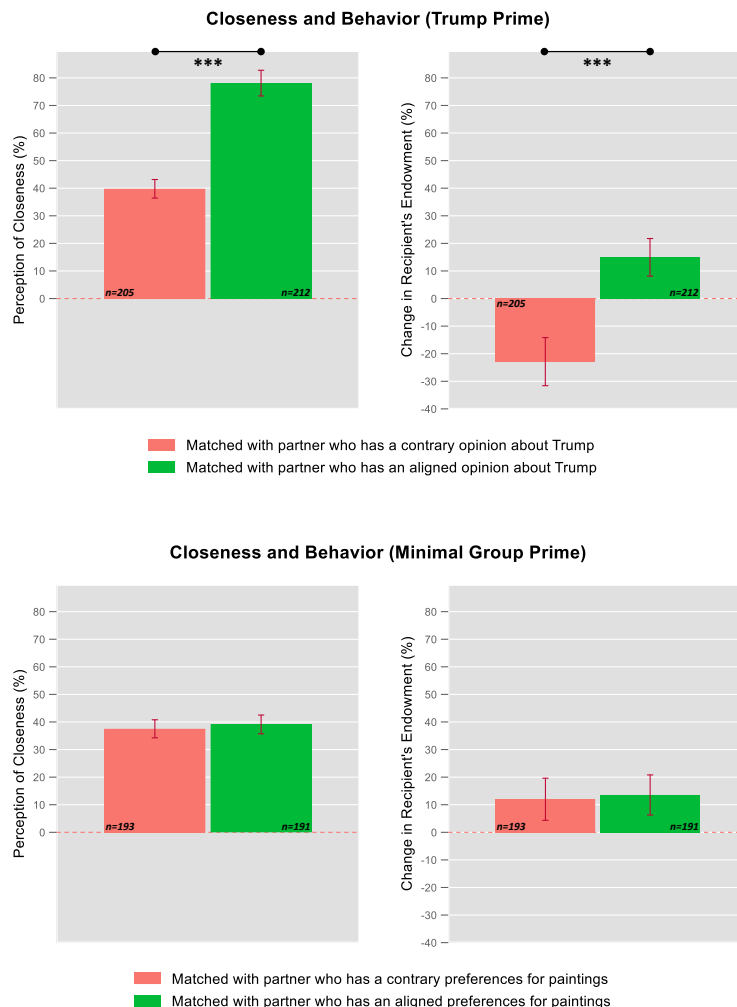 Closeness and Behavior (Trump Prime)
Perception of Closeness (%)
80
70
60
50
40
30
20
10
0
***
n=205
n=212
Change in Recipient's Endowment (%)
80
70
60
50
40
30
20
10
0
-10
-20
-30
-40
***
n=205
n=212
Matched with partner who has a contrary opinion about Trump
Matched with partner who has an aligned opinion about Trump
Closeness and Behavior (Minimal Group Prime)
Perception of Closeness (%)
80
70
60
50
40
30
20
10
0
n=193
n=191
Change in Recipient's Endowment (%)
80
70
60
50
40
30
20
10
0
-10
-20
-30
-40
n=193
n=191
Matched with partner who has a contrary preferences for paintings
Matched with partner who has an aligned preferences for paintings